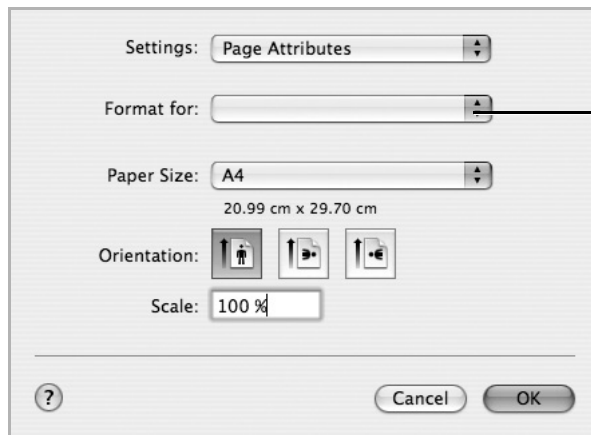 Settings: Page Attributes
Format for:
Paper Size: A4
20.99 cm x 29.70 cm
Orientation:
Scale: 100 %
? Cancel OK